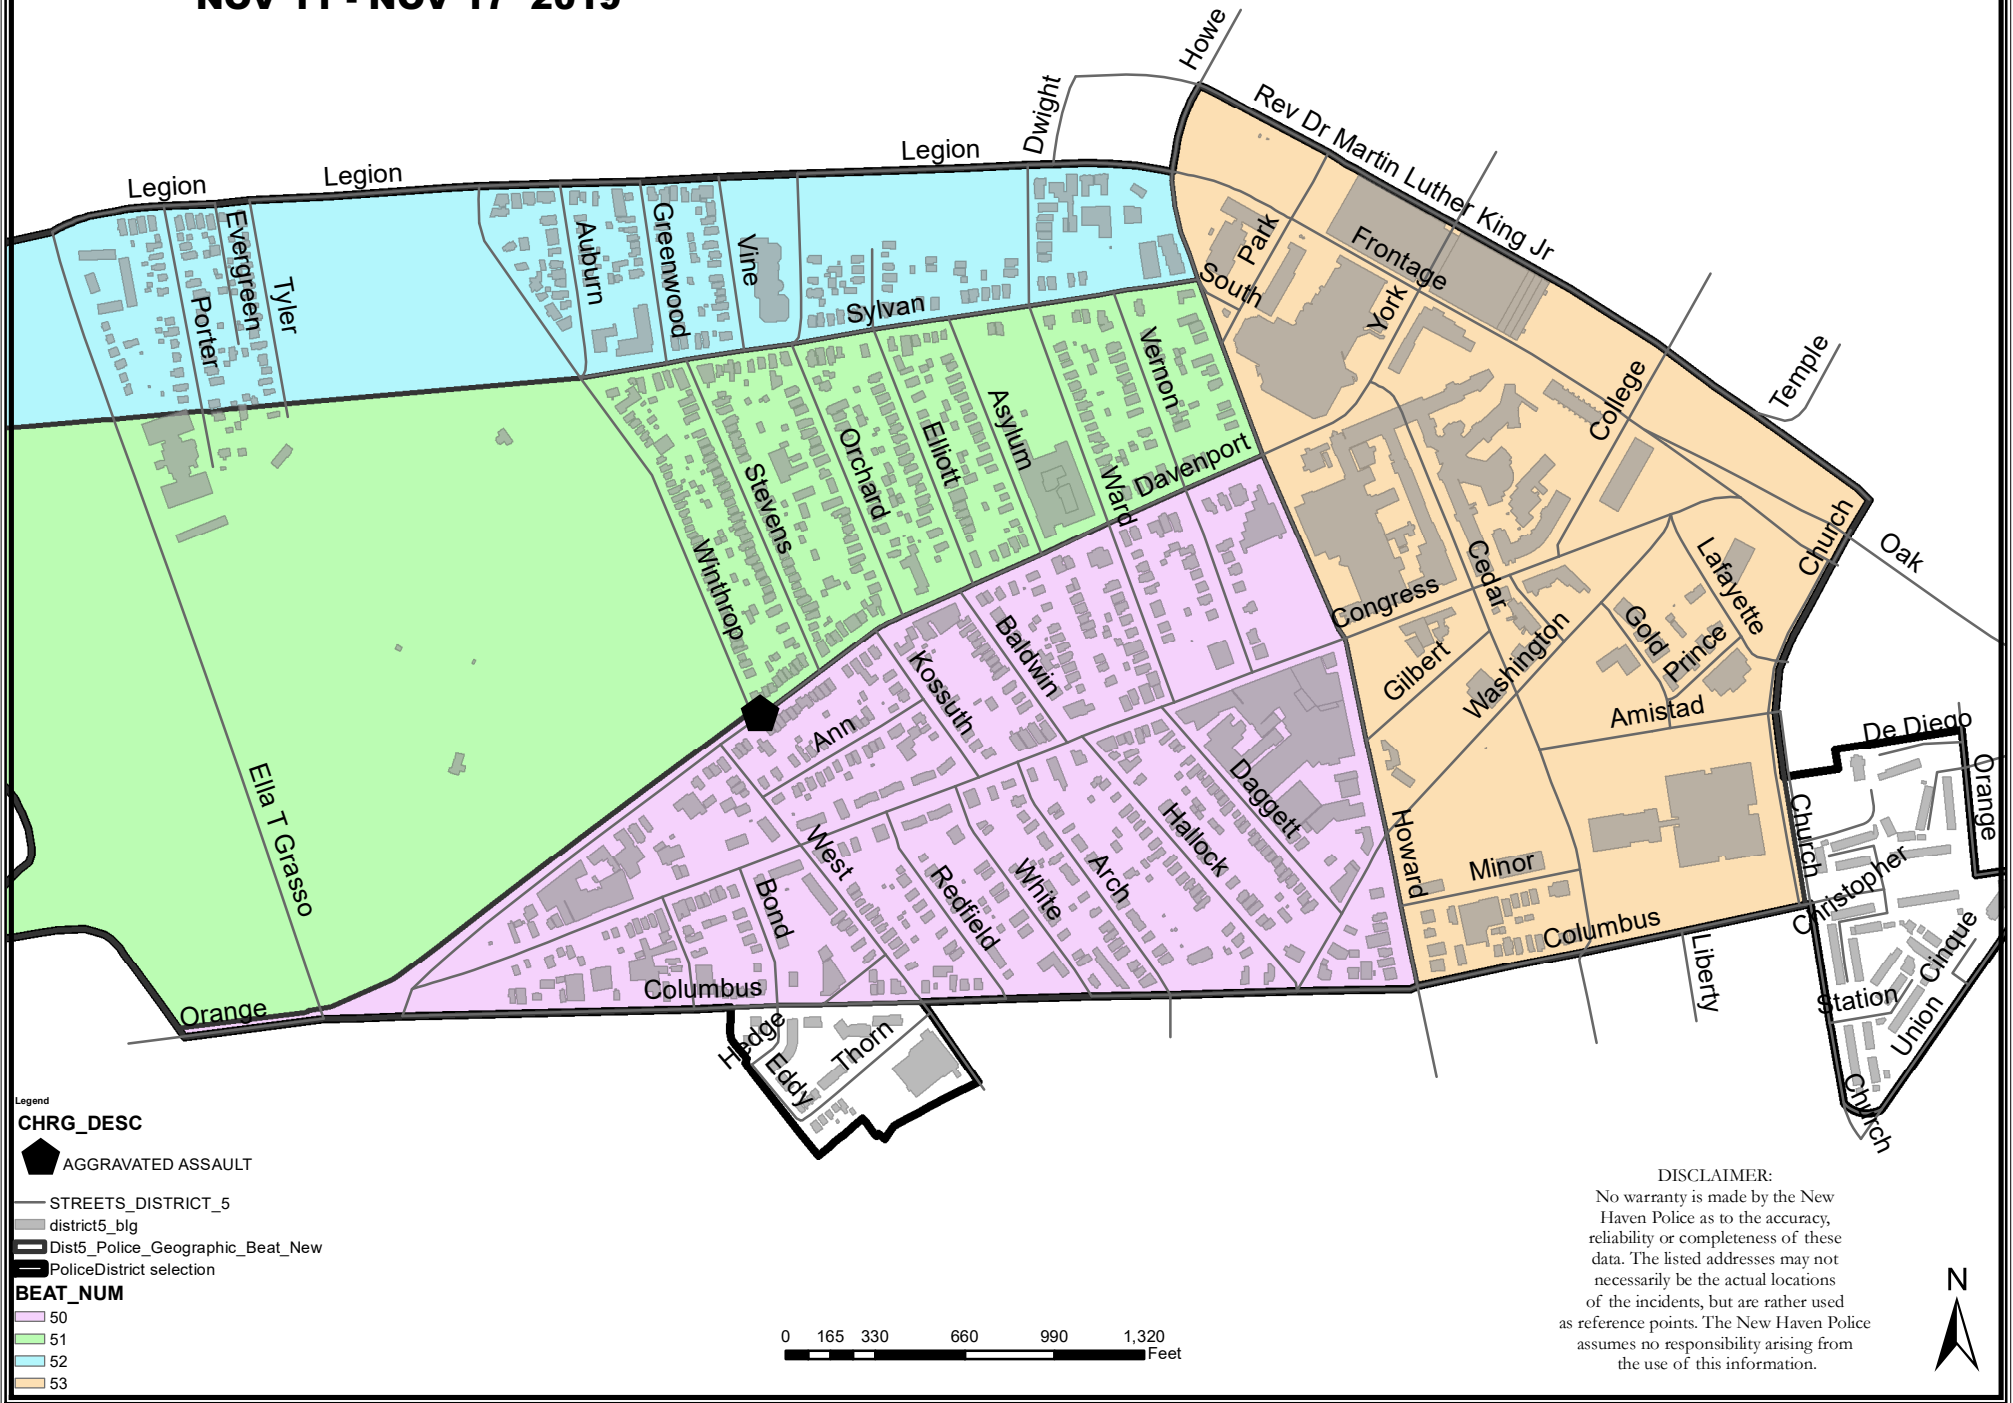 NOV 11 - NOV 17 2019
Howe
Dwight
Rev Dr Martin Luther King Jr
Legion
Legion
Legion
Evergreen
Porter
Tyler
Auburn
Greenwood
Vine
Sylvan
South
Park
Frontage
York
College
Temple
Vernon
Asylum
Elliott
Orchard
Stevens
Winthrop
Ward
Davenport
Church
Oak
Cedar
Congress
Lafayette
Gold
Prince
Washington
Gilbert
Amistad
Baldwin
Kossuth
Ann
Ella T Grasso
De Diego
Orange
Daggett
Hallock
Arch
White
Redfield
West
Bond
Howard
Minor
Columbus
Church
Christopher
Cinque
Station
Union
Liberty
Columbus
Orange
Hedge
Eddy
Thorn
Church
Legend
CHRG_DESC
AGGRAVATED ASSAULT
STREETS_DISTRICT_5
district5_blg
Dist5_Police_Geographic_Beat_New
PoliceDistrict selection
BEAT_NUM
50
51
52
53
0 165 330 660 990 1,320
Feet
DISCLAIMER:
No warranty is made by the New
Haven Police as to the accuracy,
reliability or completeness of these
data. The listed addresses may not
necessarily be the actual locations
of the incidents, but are rather used
as reference points. The New Haven Police
assumes no responsibility arising from
the use of this information.
N